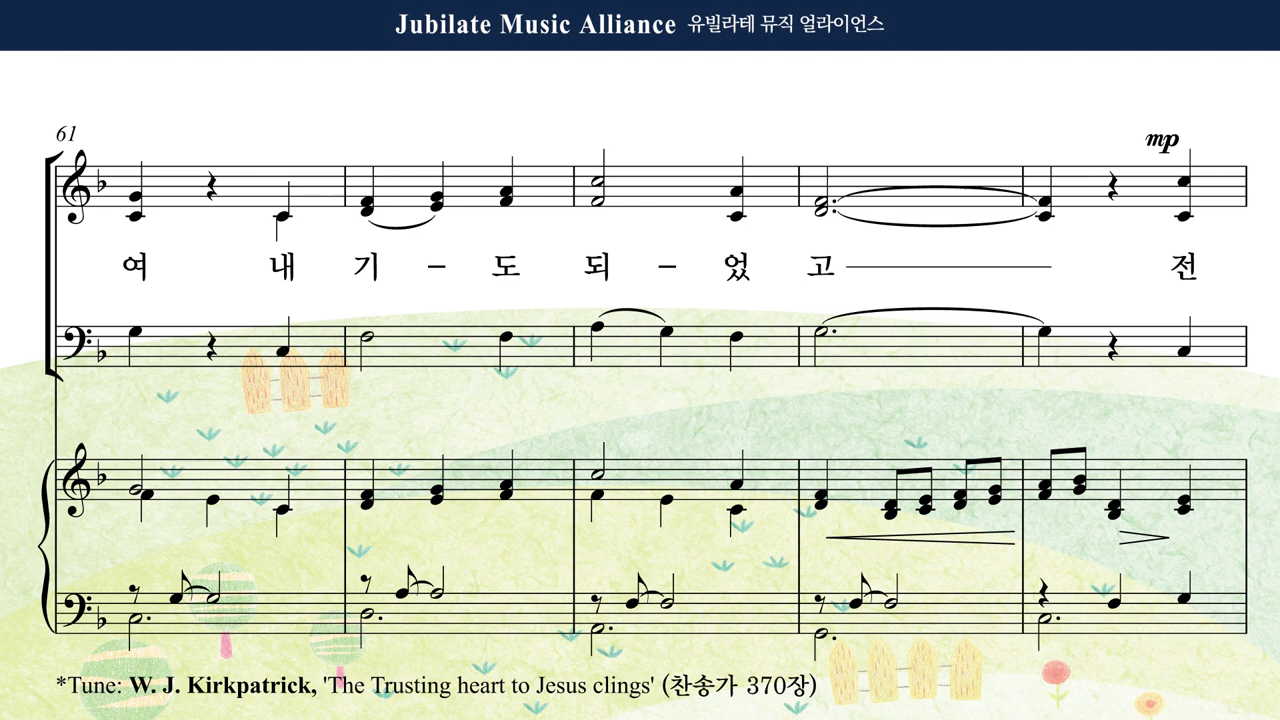 Jubilate Music Alliance 유빌라테 뮤직 얼라이언스
61
mp
여 내 기 - 도 되 - 었 고 전
*Tune: W. J. Kirkpatrick, 'The Trusting heart to Jesus clings' (찬송가 370장)